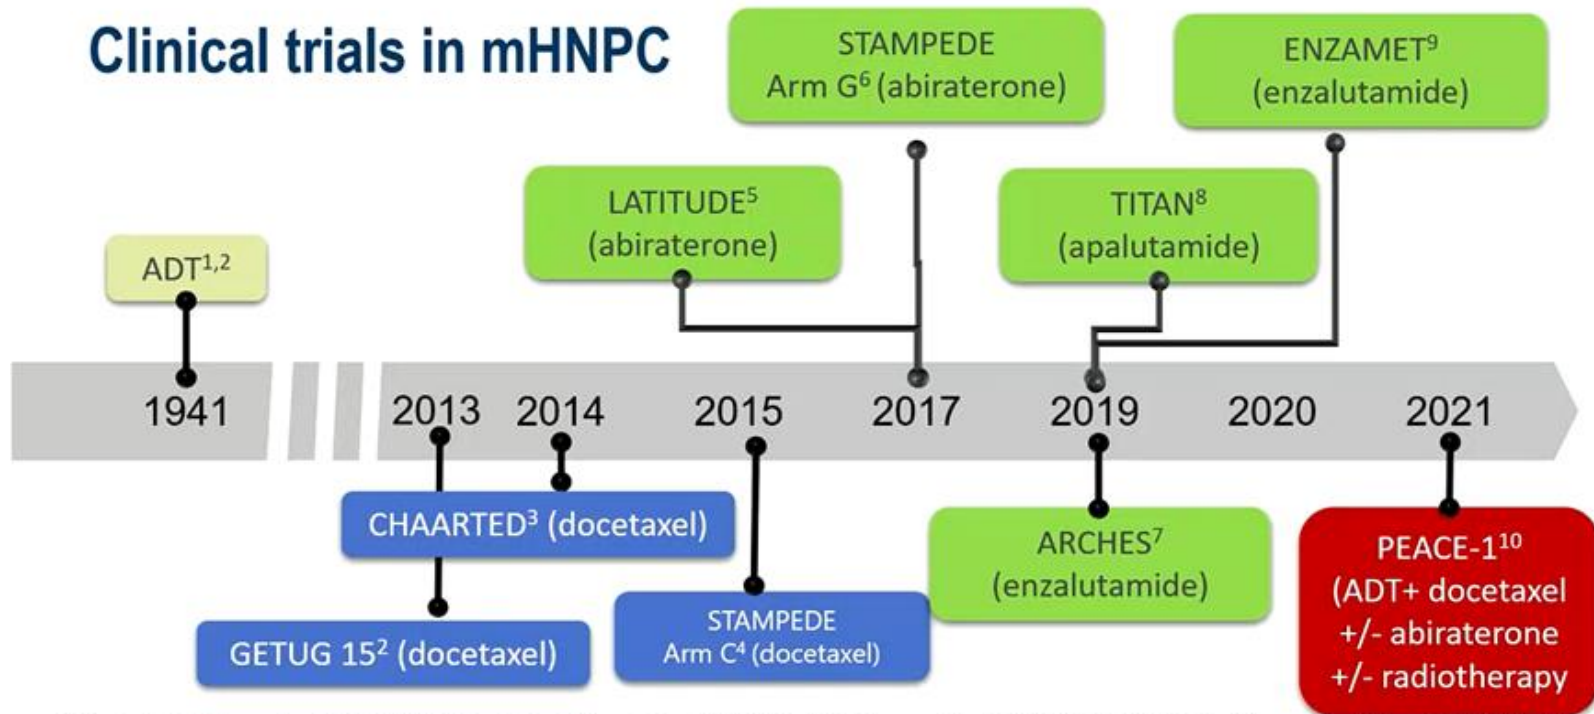 Clinical trials in mHNPC
STAMPEDE
Arm G⁶ (abiraterone)
ENZAMET⁹
(enzalutamide)
LATITUDE⁵
(abiraterone)
TITAN⁸
(apalutamide)
ADT¹,²
1941
2013
2014
2015
2017
2019
2020
2021
CHAARTED³ (docetaxel)
GETUG 15² (docetaxel)
STAMPEDE
Arm C⁴ (docetaxel)
ARCHES⁷
(enzalutamide)
PEACE-1¹⁰
(ADT+ docetaxel
+/- abiraterone
+/- radiotherapy